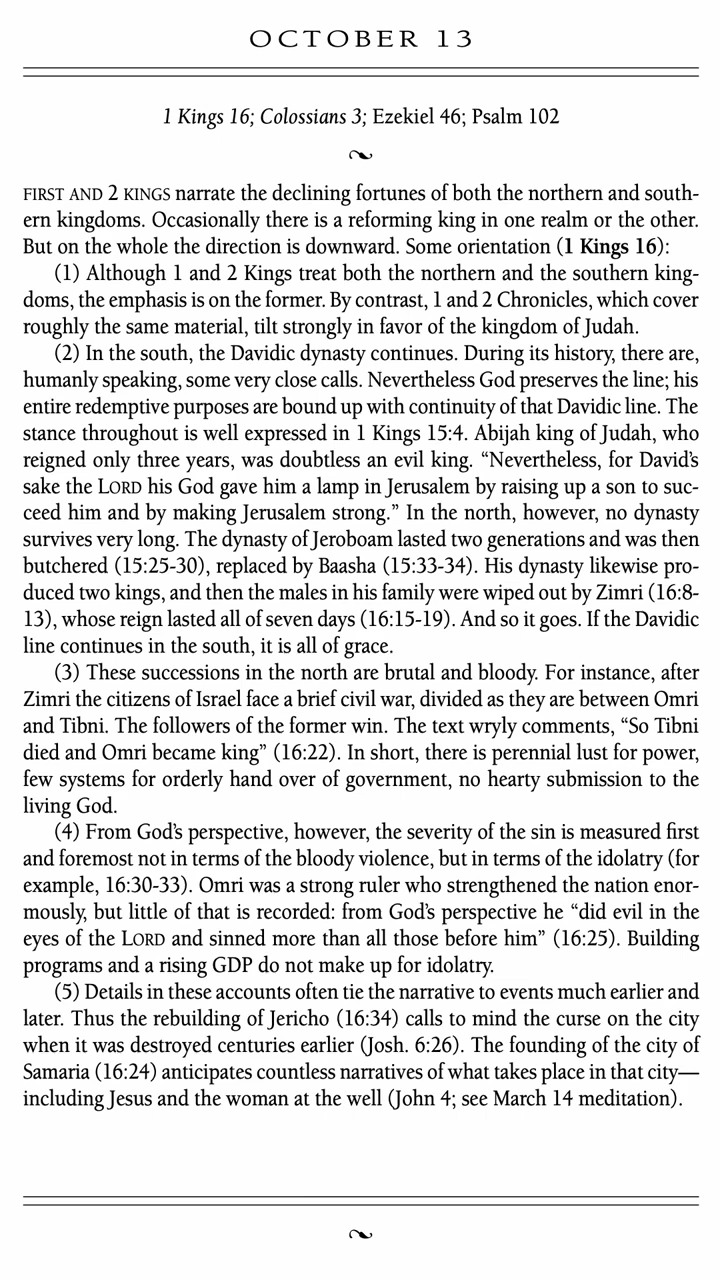 OCTOBER 13
1 Kings 16; Colossians 3; Ezekiel 46; Psalm 102
FIRST AND 2 KINGS narrate the declining fortunes of both the northern and south-
ern kingdoms. Occasionally there is a reforming king in one realm or the other.
But on the whole the direction is downward. Some orientation (1 Kings 16):
(1) Although 1 and 2 Kings treat both the northern and the southern king-
doms, the emphasis is on the former. By contrast, 1 and 2 Chronicles, which cover
roughly the same material, tilt strongly in favor of the kingdom of Judah.
(2) In the south, the Davidic dynasty continues. During its history, there are,
humanly speaking, some very close calls. Nevertheless God preserves the line; his
entire redemptive purposes are bound up with continuity of that Davidic line. The
stance throughout is well expressed in 1 Kings 15:4. Abijah king of Judah, who
reigned only three years, was doubtless an evil king. “Nevertheless, for David’s
sake the LORD his God gave him a lamp in Jerusalem by raising up a son to suc-
ceed him and by making Jerusalem strong.” In the north, however, no dynasty
survives very long. The dynasty of Jeroboam lasted two generations and was then
butchered (15:25-30), replaced by Baasha (15:33-34). His dynasty likewise pro-
duced two kings, and then the males in his family were wiped out by Zimri (16:8-
13), whose reign lasted all of seven days (16:15-19). And so it goes. If the Davidic
line continues in the south, it is all of grace.
(3) These successions in the north are brutal and bloody. For instance, after
Zimri the citizens of Israel face a brief civil war, divided as they are between Omri
and Tibni. The followers of the former win. The text wryly comments, “So Tibni
died and Omri became king” (16:22). In short, there is perennial lust for power,
few systems for orderly hand over of government, no hearty submission to the
living God.
(4) From God’s perspective, however, the severity of the sin is measured first
and foremost not in terms of the bloody violence, but in terms of the idolatry (for
example, 16:30-33). Omri was a strong ruler who strengthened the nation enor-
mously, but little of that is recorded: from God’s perspective he “did evil in the
eyes of the LORD and sinned more than all those before him” (16:25). Building
programs and a rising GDP do not make up for idolatry.
(5) Details in these accounts often tie the narrative to events much earlier and
later. Thus the rebuilding of Jericho (16:34) calls to mind the curse on the city
when it was destroyed centuries earlier (Josh. 6:26). The founding of the city of
Samaria (16:24) anticipates countless narratives of what takes place in that city—
including Jesus and the woman at the well (John 4; see March 14 meditation).